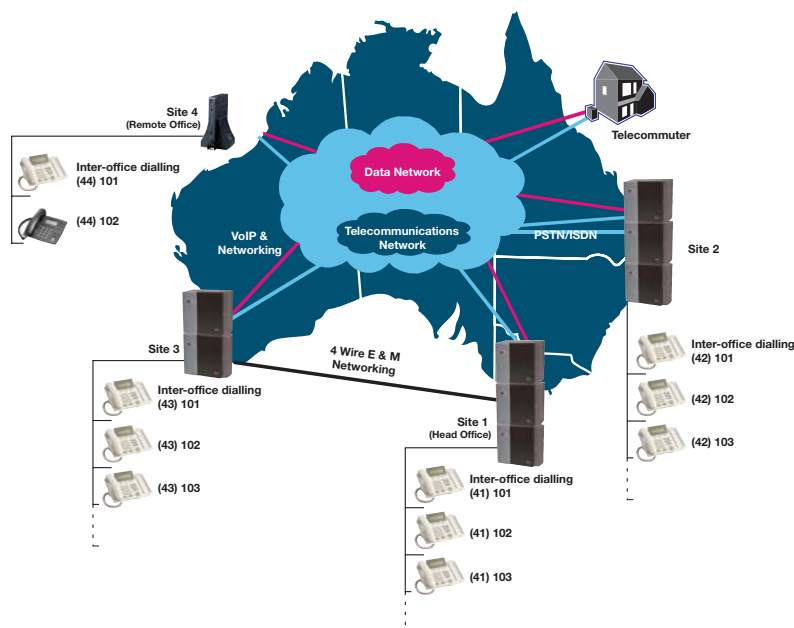 Site 4
(Remote Office)
Inter-office dialling
(44) 101
(44) 102
Telecommuter
Data Network
Telecommunications
Network
VoIP &
Networking
PSTN/ISDN
Site 2
Inter-office dialling
(42) 101
(42) 102
(42) 103
Site 3
Inter-office dialling
(43) 101
(43) 102
(43) 103
4 Wire E & M
Networking
Site 1
(Head Office)
Inter-office dialling
(41) 101
(41) 102
(41) 103